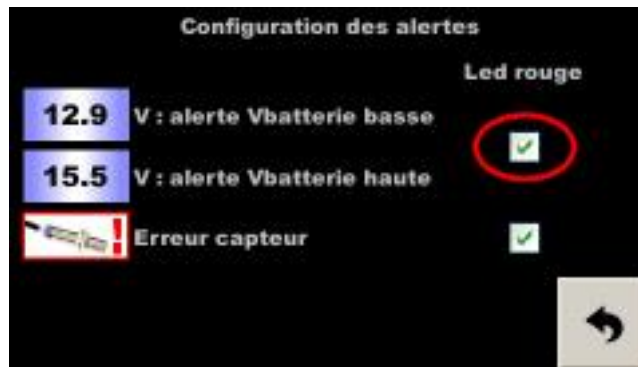 Configuration des alertes
Led rouge
12.9 V : alerte Vbatterie basse
15.5 V : alerte Vbatterie haute
! Erreur capteur